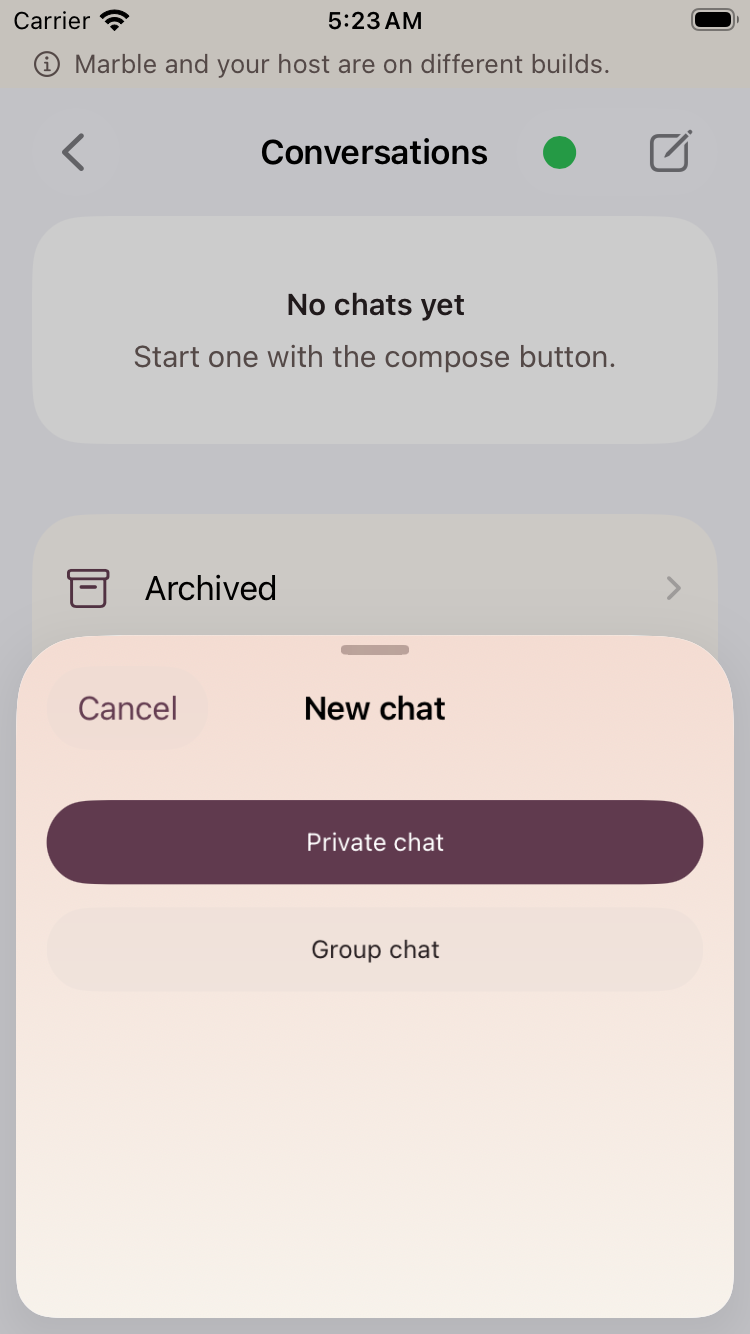 Carrier
5:23 AM
Marble and your host are on different builds.
Conversations
No chats yet
Start one with the compose button.
Archived
Cancel
New chat
Private chat
Group chat